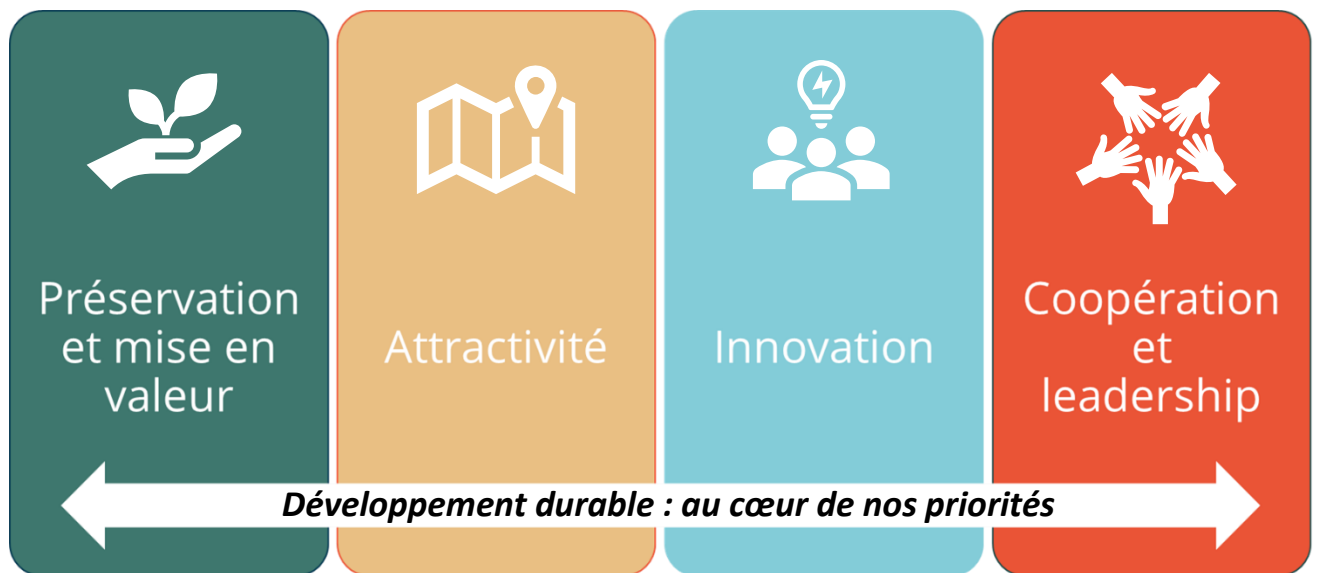 Préservation
et mise en
valeur
Attractivité
Innovation
Coopération
et
leadership
Développement durable : au cœur de nos priorités